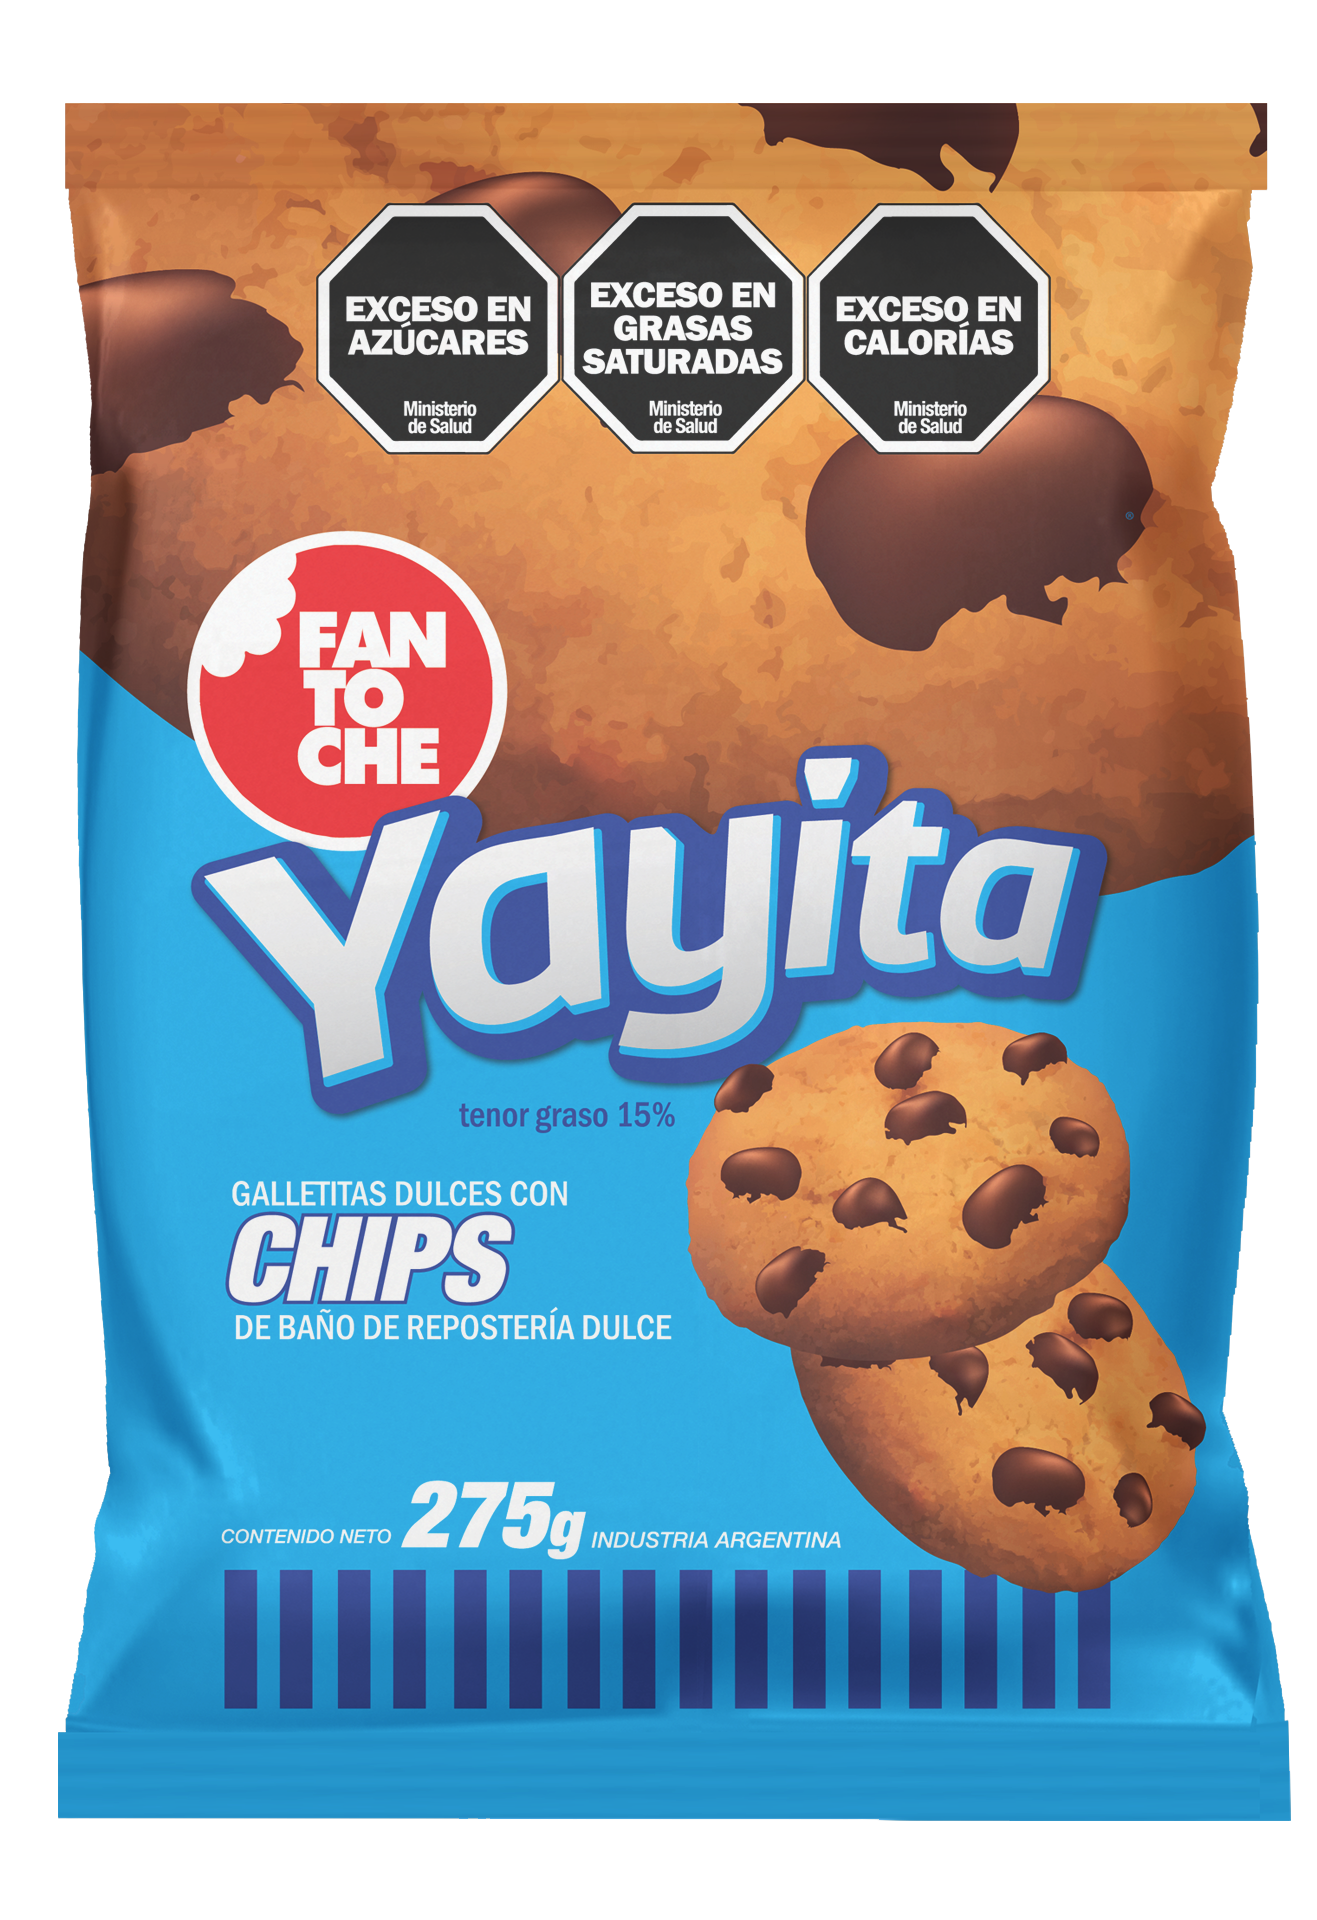 EXCESO EN
AZÚCARES
Ministerio
de Salud
EXCESO EN
GRASAS
SATURADAS
Ministerio
de Salud
EXCESO EN
CALORÍAS
Ministerio
de Salud
®
FAN
TO
CHE
Yayita
tenor graso 15%
GALLETITAS DULCES CON
CHIPS
DE BAÑO DE REPOSTERÍA DULCE
CONTENIDO NETO 275g INDUSTRIA ARGENTINA